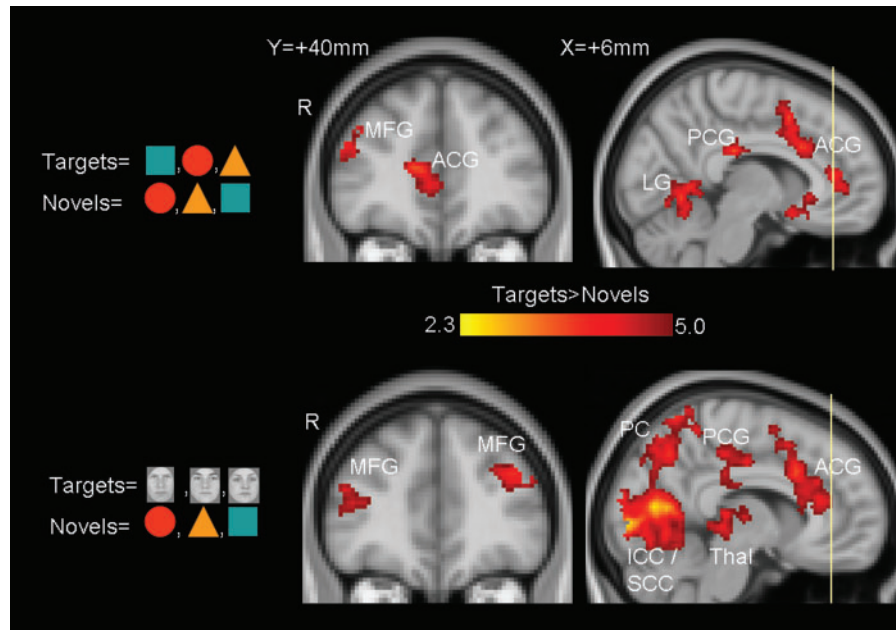 Y=+40mm
X=+6mm
R
MFG
ACG
PCG
ACG
LG
Targets= , ,
Novels= , ,
Targets>Novels
2.3
5.0
R
MFG
MFG
PC
PCG
ACG
ICC /
SCC
Thal
Targets= , ,
Novels= , ,